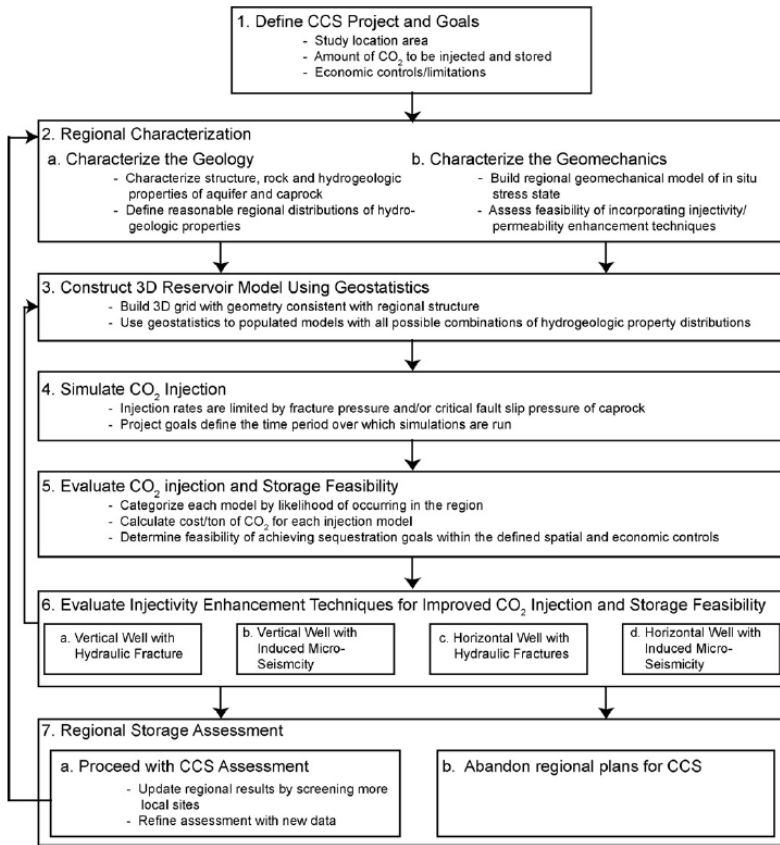 1. Define CCS Project and Goals
- Study location area
- Amount of CO₂ to be injected and stored
- Economic controls/limitations
2. Regional Characterization
a. Characterize the Geology
- Characterize structure, rock and hydrogeologic
properties of aquifer and caprock
- Define reasonable regional distributions of hydro-
geologic properties
b. Characterize the Geomechanics
- Build regional geomechanical model of in situ
stress state
- Assess feasibility of incorporating injectivity/
permeability enhancement techniques
3. Construct 3D Reservoir Model Using Geostatistics
- Build 3D grid with geometry consistent with regional structure
- Use geostatistics to populated models with all possible combinations of hydrogeologic property distributions
4. Simulate CO₂ Injection
- Injection rates are limited by fracture pressure and/or critical fault slip pressure of caprock
- Project goals define the time period over which simulations are run
5. Evaluate CO₂ injection and Storage Feasibility
- Categorize each model by likelihood of occurring in the region
- Calculate cost/ton of CO₂ for each injection model
- Determine feasibility of achieving sequestration goals within the defined spatial and economic controls
6. Evaluate Injectivity Enhancement Techniques for Improved CO₂ Injection and Storage Feasibility
a. Vertical Well with
Hydraulic Fracture
b. Vertical Well with
Induced Micro-
Seismcity
c. Horizontal Well with
Hydraulic Fractures
d. Horizontal Well with
Induced Micro-
Seismicity
7. Regional Storage Assessment
a. Proceed with CCS Assessment
- Update regional results by screening more
local sites
- Refine assessment with new data
b. Abandon regional plans for CCS